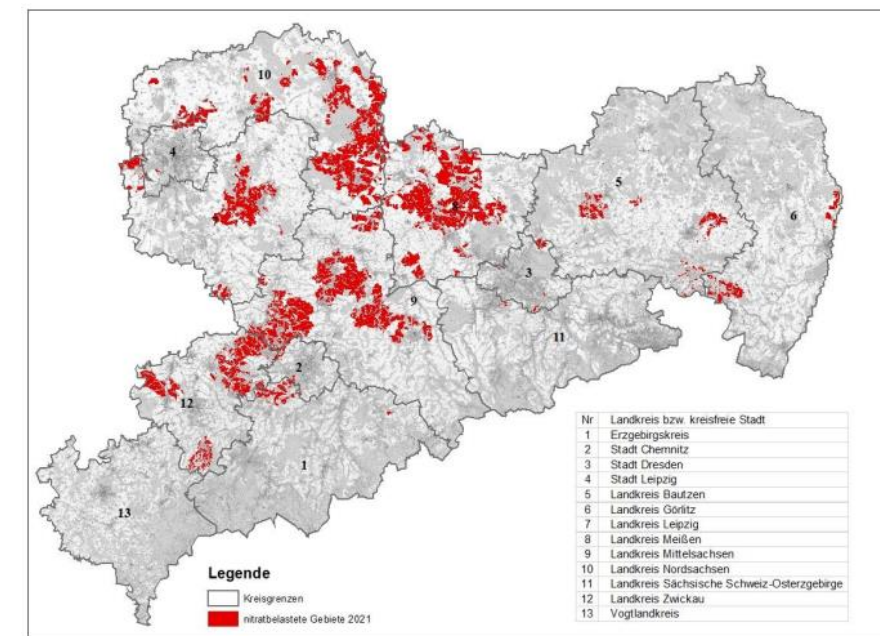 10
4
5
6
8
3
9
11
2
12
1
13
Nr Landkreis bzw. kreisfreie Stadt
1 Erzgebirgskreis
2 Stadt Chemnitz
3 Stadt Dresden
4 Stadt Leipzig
5 Landkreis Bautzen
6 Landkreis Görlitz
7 Landkreis Leipzig
8 Landkreis Meißen
9 Landkreis Mittelsachsen
10 Landkreis Nordsachsen
11 Landkreis Sächsische Schweiz-Osterzgebirge
12 Landkreis Zwickau
13 Vogtlandkreis
Legende
Kreisgrenzen
nitratbelastete Gebiete 2021